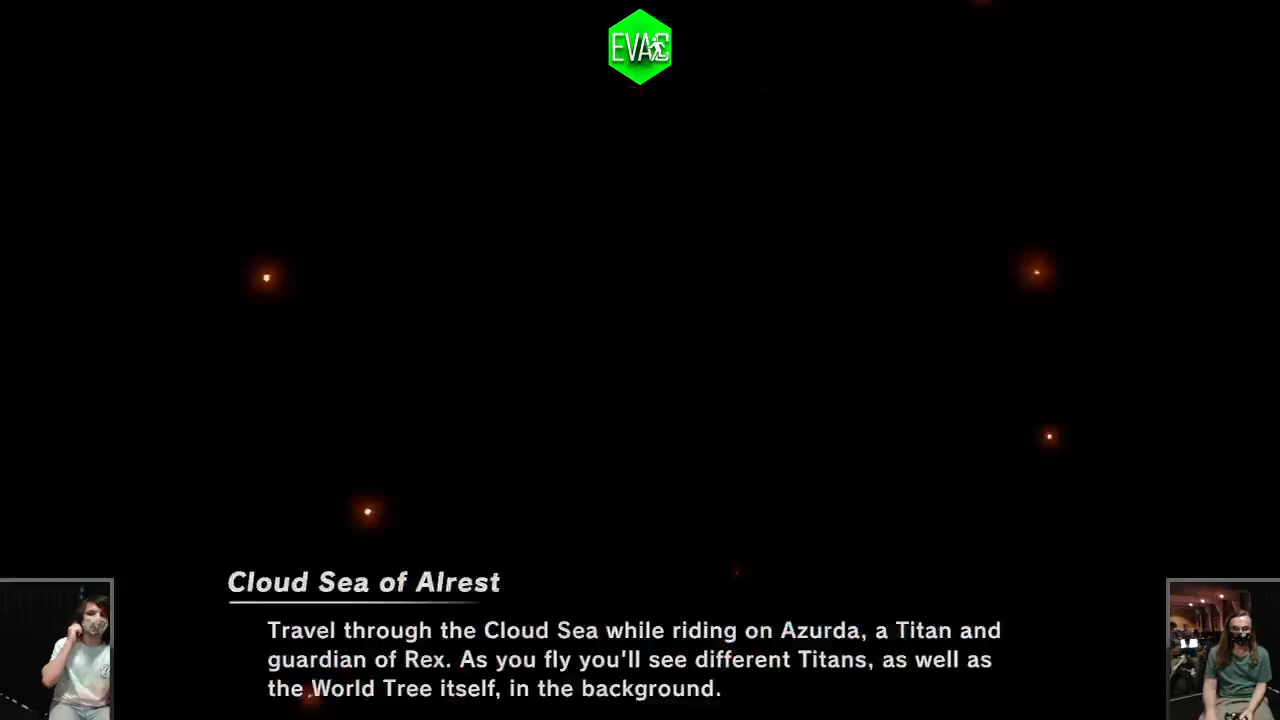 EVAC
Cloud Sea of Alrest
Travel through the Cloud Sea while riding on Azurda, a Titan and
guardian of Rex. As you fly you'll see different Titans, as well as
the World Tree itself, in the background.